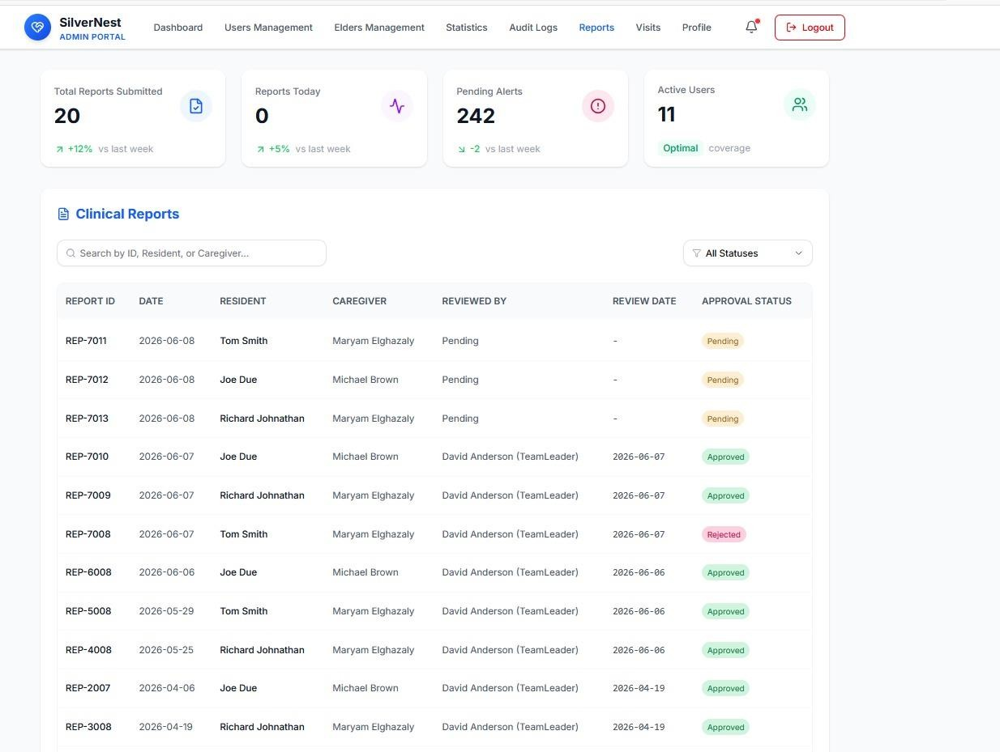 SilverNest
ADMIN PORTAL
Dashboard Users Management Elders Management Statistics Audit Logs Reports Visits Profile Logout
Total Reports Submitted
20
+12% vs last week
Reports Today
0
+5% vs last week
Pending Alerts
242
-2 vs last week
Active Users
11
Optimal coverage
Clinical Reports
Search by ID, Resident, or Caregiver...
All Statuses
REPORT ID DATE RESIDENT CAREGIVER REVIEWED BY REVIEW DATE APPROVAL STATUS
REP-7011 2026-06-08 Tom Smith Maryam Elghazaly Pending - Pending
REP-7012 2026-06-08 Joe Due Michael Brown Pending - Pending
REP-7013 2026-06-08 Richard Johnathan Maryam Elghazaly Pending - Pending
REP-7010 2026-06-07 Joe Due Michael Brown David Anderson (TeamLeader) 2026-06-07 Approved
REP-7009 2026-06-07 Richard Johnathan Maryam Elghazaly David Anderson (TeamLeader) 2026-06-07 Approved
REP-7008 2026-06-07 Tom Smith Maryam Elghazaly David Anderson (TeamLeader) 2026-06-07 Rejected
REP-6008 2026-06-06 Joe Due Michael Brown David Anderson (TeamLeader) 2026-06-06 Approved
REP-5008 2026-05-29 Tom Smith Maryam Elghazaly David Anderson (TeamLeader) 2026-06-06 Approved
REP-4008 2026-05-25 Richard Johnathan Maryam Elghazaly David Anderson (TeamLeader) 2026-06-06 Approved
REP-2007 2026-04-06 Joe Due Michael Brown David Anderson (TeamLeader) 2026-04-19 Approved
REP-3008 2026-04-19 Richard Johnathan Maryam Elghazaly David Anderson (TeamLeader) 2026-04-19 Approved